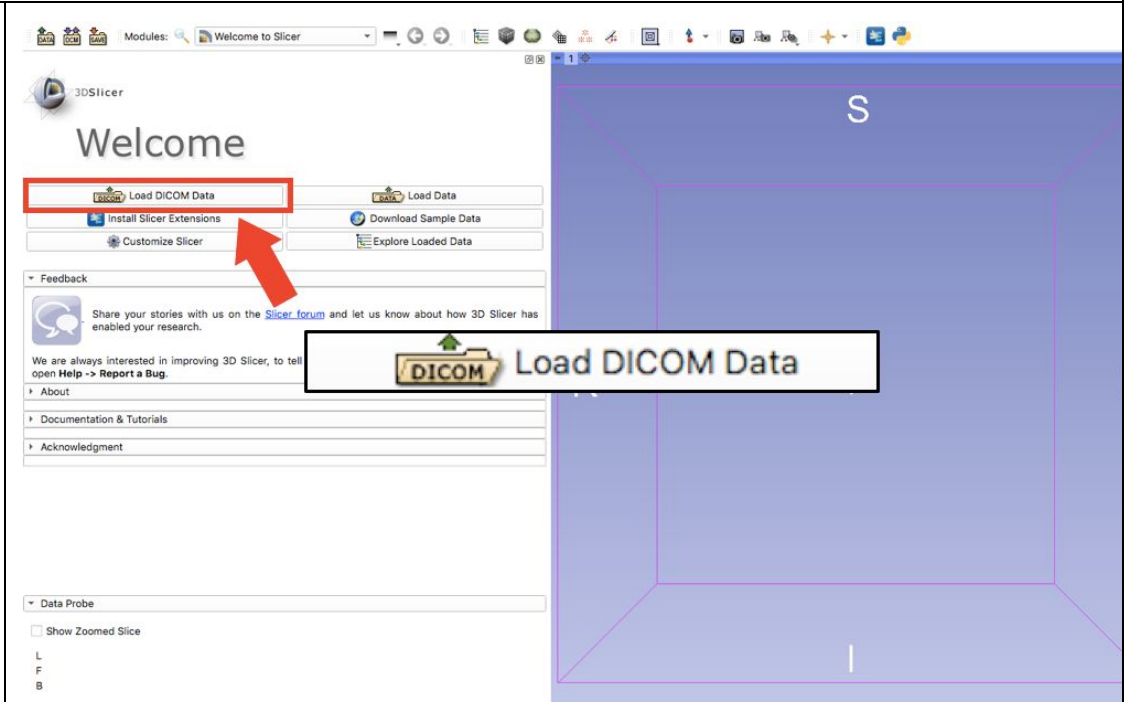 DATA DCM SAVE Modules: Welcome to Slicer
1
3DSlicer
Welcome
DICOM Load DICOM Data
DATA Load Data
Install Slicer Extensions
Download Sample Data
Customize Slicer
Explore Loaded Data
Feedback
Share your stories with us on the Slicer forum and let us know about how 3D Slicer has
enabled your research.
We are always interested in improving 3D Slicer, to tell
open Help -> Report a Bug.
DICOM Load DICOM Data
About
Documentation & Tutorials
Acknowledgment
Data Probe
Show Zoomed Slice
L
F
B
S
I